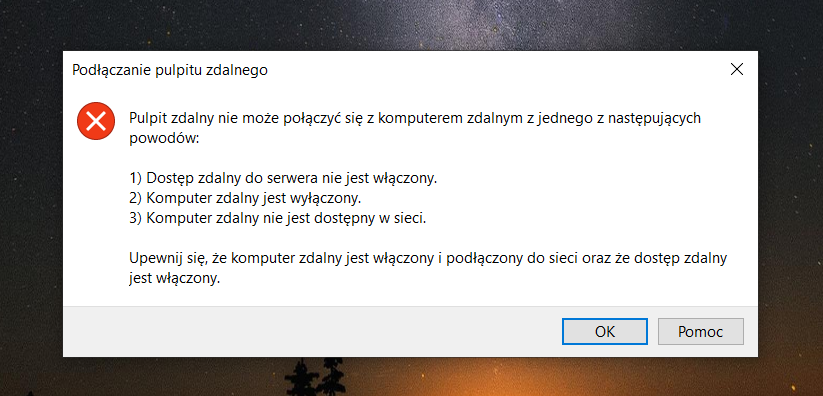 Podłączanie pulpitu zdalnego
Pulpit zdalny nie może połączyć się z komputerem zdalnym z jednego z następujących
powodów:
1) Dostęp zdalny do serwera nie jest włączony.
2) Komputer zdalny jest wyłączony.
3) Komputer zdalny nie jest dostępny w sieci.
Upewnij się, że komputer zdalny jest włączony i podłączony do sieci oraz że dostęp zdalny
jest włączony.
OK
Pomoc